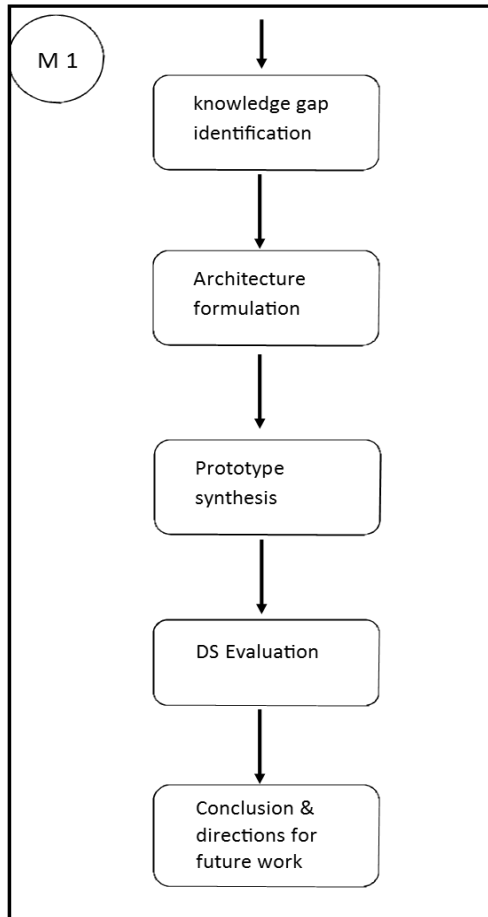 M 1
knowledge gap
identification
Architecture
formulation
Prototype
synthesis
DS Evaluation
Conclusion &
directions for
future work